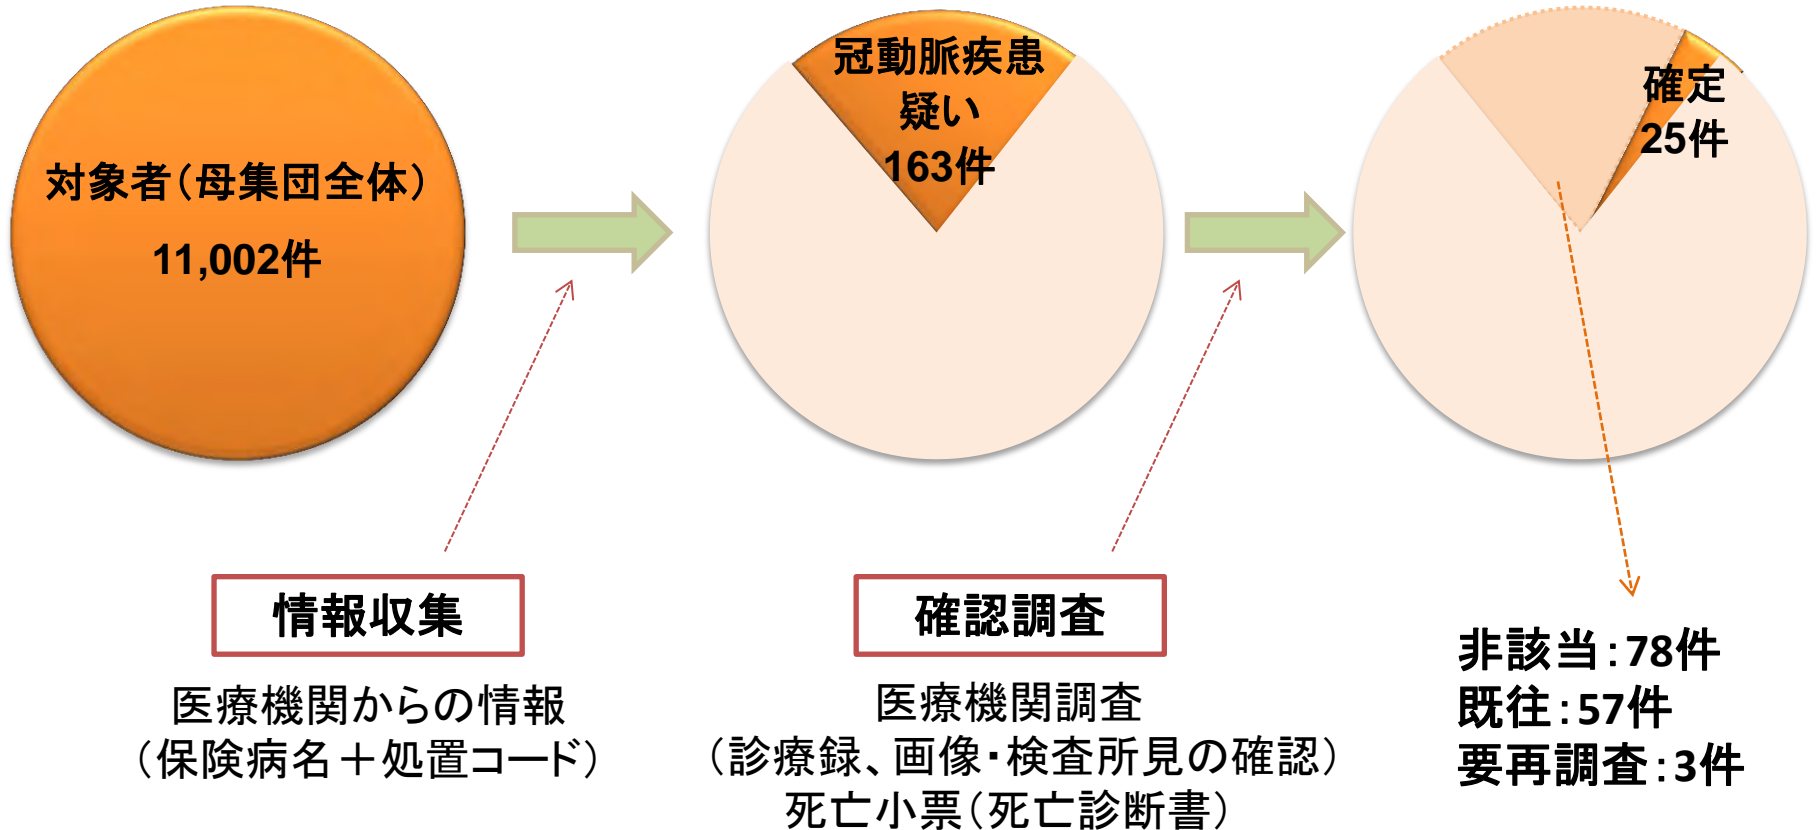 対象者（母集団全体）
11,002件
冠動脈疾患
疑い
163件
確定
25件
情報収集
医療機関からの情報
（保険病名＋処置コード）
確認調査
医療機関調査
（診療録、画像・検査所見の確認）
死亡小票（死亡診断書）
非該当：78件
既往：57件
要再調査：3件